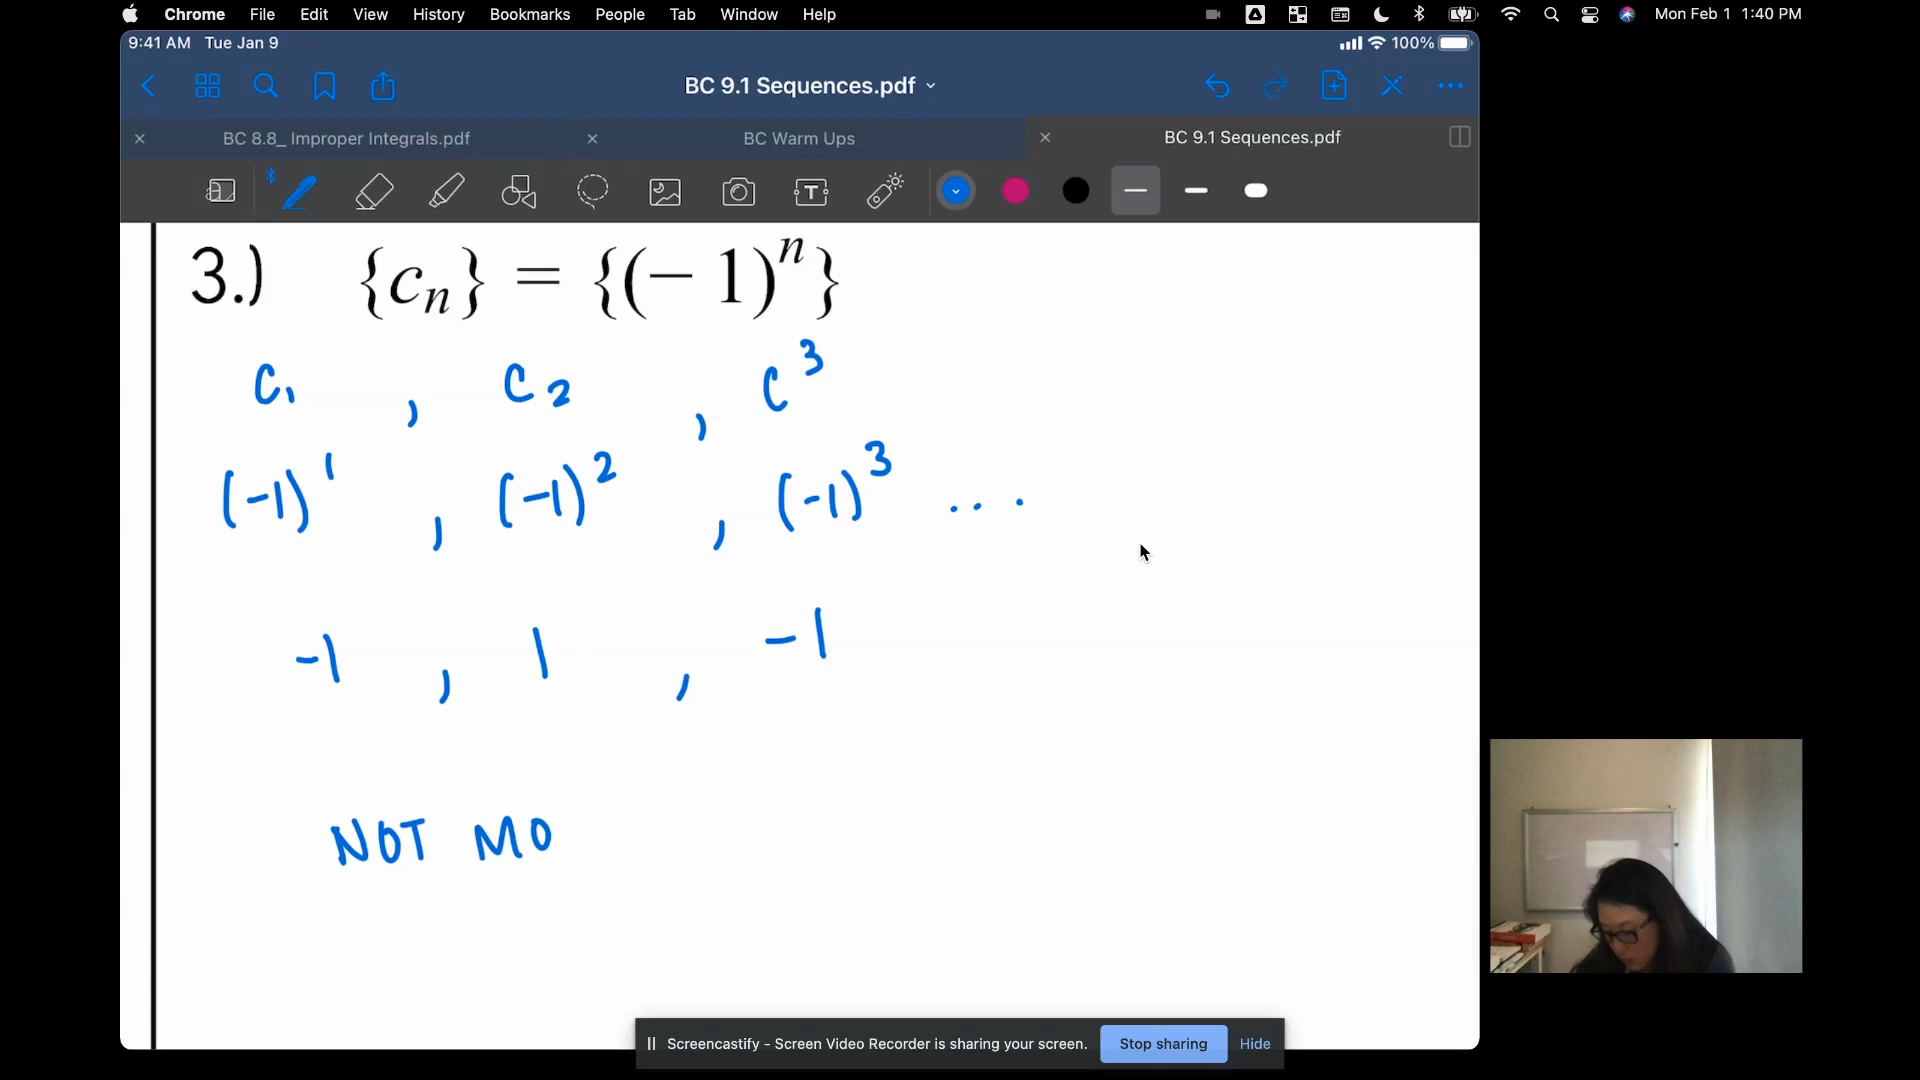 Chrome File Edit View History Bookmarks People Tab Window Help Mon Feb 1 1:40 PM
9:41 AM Tue Jan 9 100%
BC 9.1 Sequences.pdf
BC 8.8_ Improper Integrals.pdf BC Warm Ups BC 9.1 Sequences.pdf
3.) {cₙ} = {(− 1)ⁿ}
C₁ , C₂ , C³
(-1)¹ , (-1)² , (-1)³ ...
-1 , 1 , -1
NOT MO
Screencastify - Screen Video Recorder is sharing your screen. Stop sharing Hide